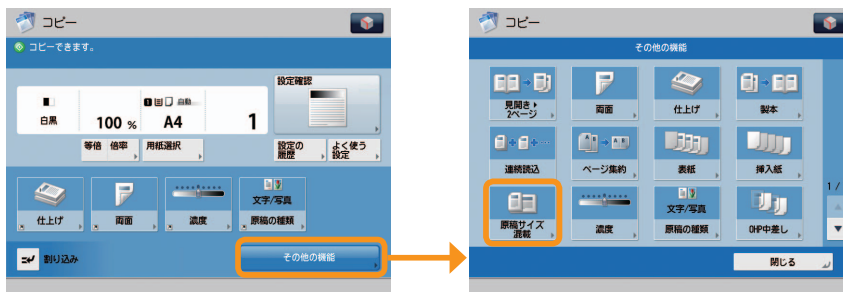 コピー
コピーできます。
設定確認
白黒
100 %
自動
A4
1
等倍
倍率
用紙選択
設定の
履歴
よく使う
設定
仕上げ
両面
濃度
文字/写真
原稿の種類
割り込み
その他の機能
コピー
その他の機能
見開き
2ページ
両面
仕上げ
製本
連続読込
ページ集約
表紙
挿入紙
原稿サイズ
混載
濃度
文字/写真
原稿の種類
OHP中差し
1 /
閉じる